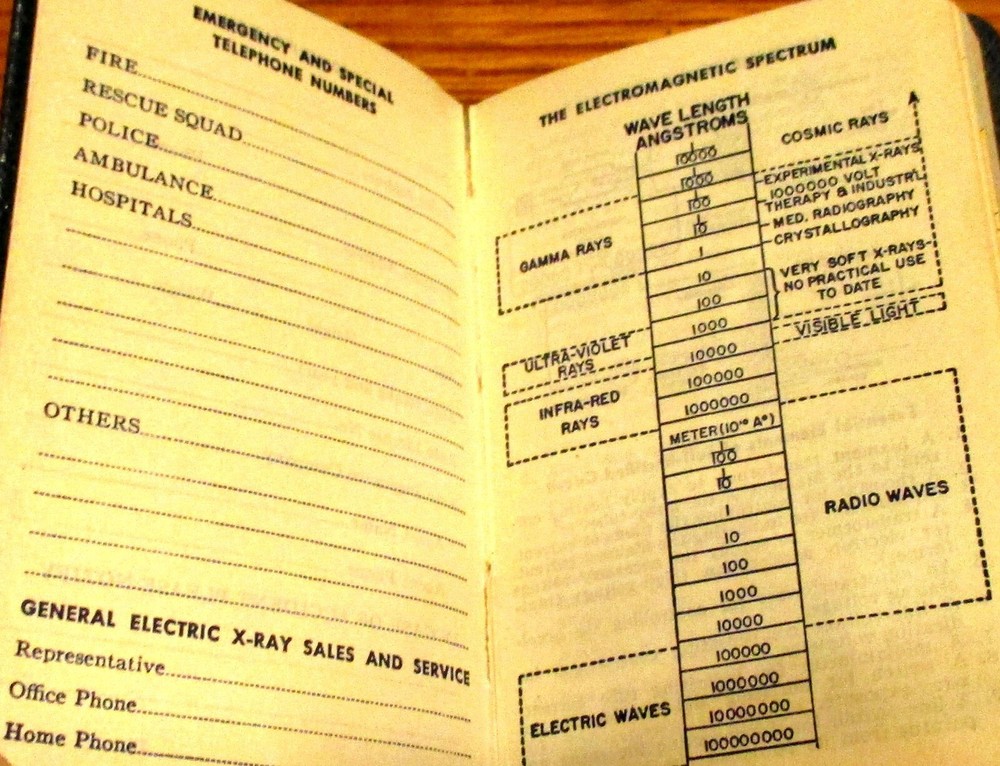 EMERGENCY AND SPECIAL
TELEPHONE NUMBERS
FIRE
RESCUE SQUAD
POLICE
AMBULANCE
HOSPITALS
OTHERS
GENERAL ELECTRIC X-RAY SALES AND SERVICE
Representative
Office Phone
Home Phone
THE ELECTROMAGNETIC SPECTRUM
WAVE LENGTH
ANGSTROMS
1/10000
1/1000
1/100
1/10
1
10
100
1000
10000
100000
1000000
METER (10¹⁰ A°)
1/100
1/10
1
10
100
1000
10000
100000
1000000
10000000
100000000
GAMMA RAYS
ULTRA-VIOLET
RAYS
INFRA-RED
RAYS
ELECTRIC WAVES
COSMIC RAYS
EXPERIMENTAL X-RAYS
1000000 VOLT
THERAPY & INDUSTR'L
MED. RADIOGRAPHY
CRYSTALLOGRAPHY
VERY SOFT X-RAYS-
NO PRACTICAL USE
TO DATE
VISIBLE LIGHT
RADIO WAVES